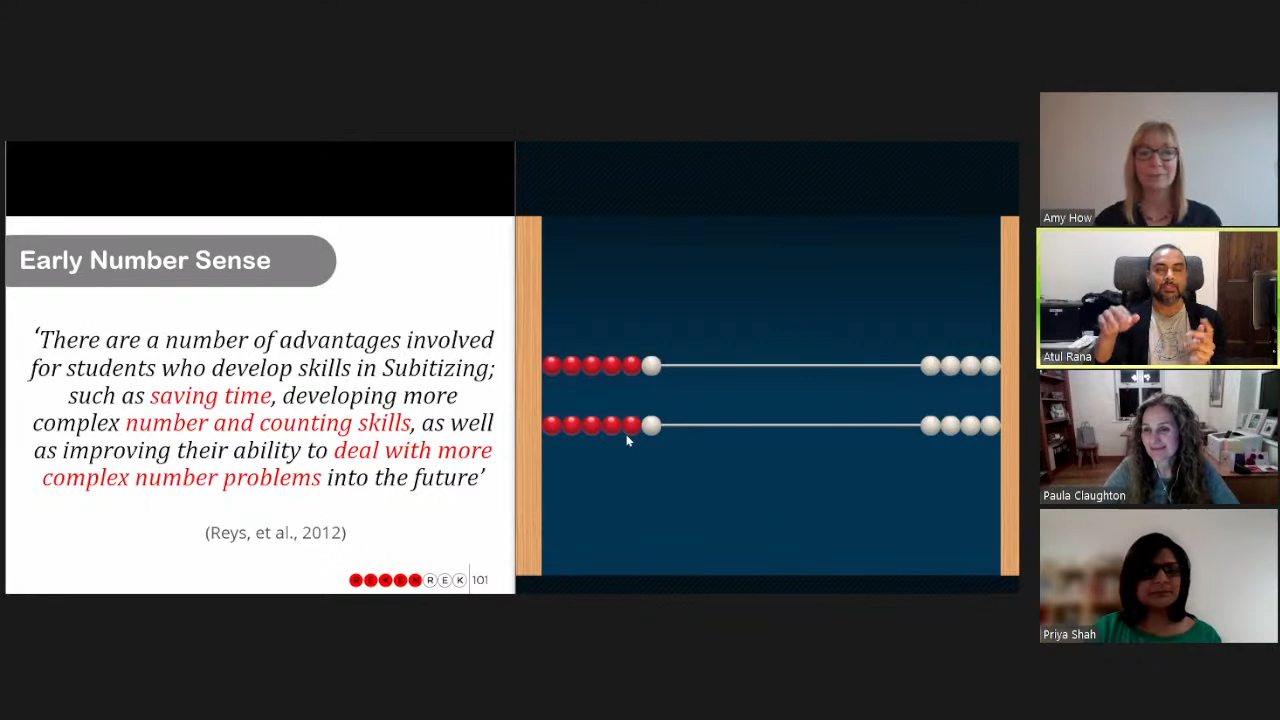 Early Number Sense
‘There are a number of advantages involved
for students who develop skills in Subitizing;
such as saving time, developing more
complex number and counting skills, as well
as improving their ability to deal with more
complex number problems into the future’
(Reys, et al., 2012)
REKENREK 101
Amy How
Atul Rana
Paula Claughton
Priya Shah